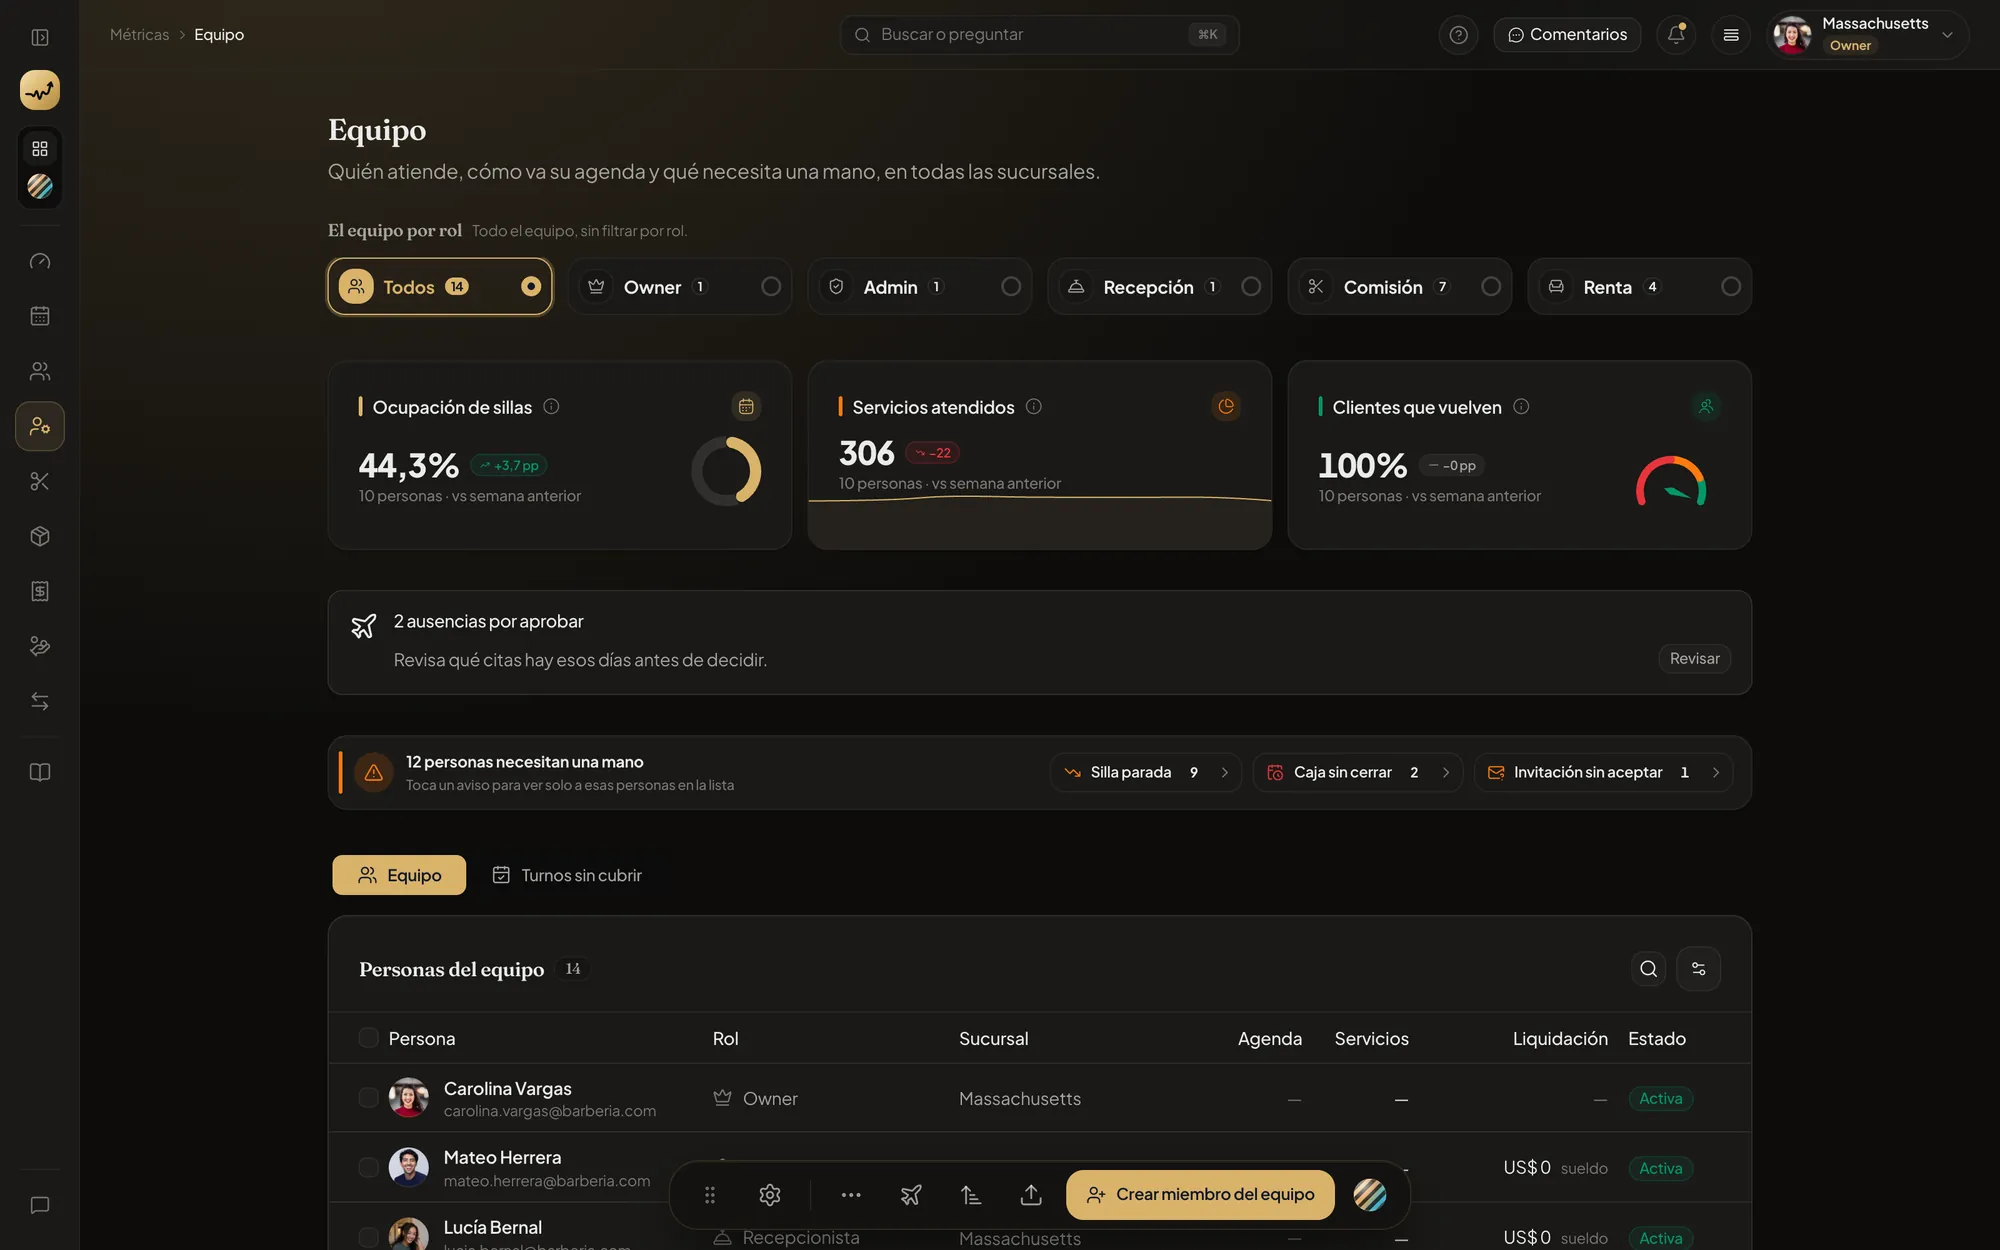 Métricas > Equipo
Buscar o preguntar
⌘K
Comentarios
Massachusetts
Owner
Equipo
Quién atiende, cómo va su agenda y qué necesita una mano, en todas las sucursales.
El equipo por rol Todo el equipo, sin filtrar por rol.
Todos 14
Owner 1
Admin 1
Recepción 1
Comisión 7
Renta 4
Ocupación de sillas
44,3% +3,7 pp
10 personas · vs semana anterior
Servicios atendidos
306 -22
10 personas · vs semana anterior
Clientes que vuelven
100% -0 pp
10 personas · vs semana anterior
2 ausencias por aprobar
Revisa qué citas hay esos días antes de decidir.
Revisar
12 personas necesitan una mano
Toca un aviso para ver solo a esas personas en la lista
Silla parada 9
Caja sin cerrar 2
Invitación sin aceptar 1
Equipo
Turnos sin cubrir
Personas del equipo 14
Persona Rol Sucursal Agenda Servicios Liquidación Estado
Carolina Vargas
carolina.vargas@barberia.com
Owner Massachusetts — — — Activa
Mateo Herrera
mateo.herrera@barberia.com
US$ 0 sueldo Activa
Crear miembro del equipo
Lucía Bernal
Recepcionista Massachusetts — — US$ 0 sueldo Activa